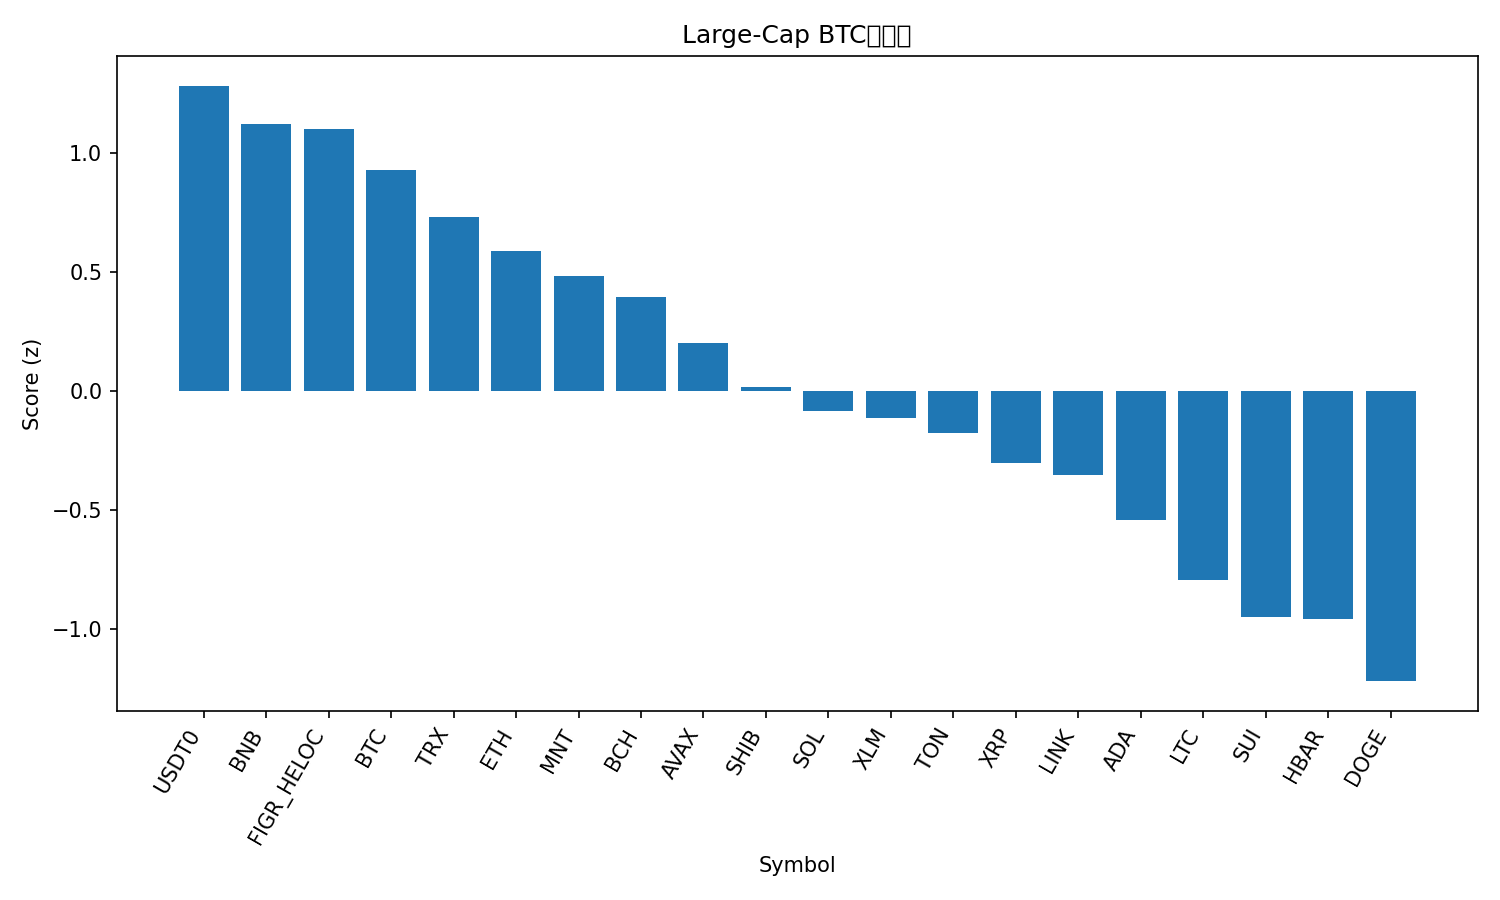 Large-Cap BTC
1.0
0.5
0.0
−0.5
−1.0
Score (z)
USDT0
BNB
FIGR_HELOC
BTC
TRX
ETH
MNT
BCH
AVAX
SHIB
SOL
XLM
TON
XRP
LINK
ADA
LTC
SUI
HBAR
DOGE
Symbol